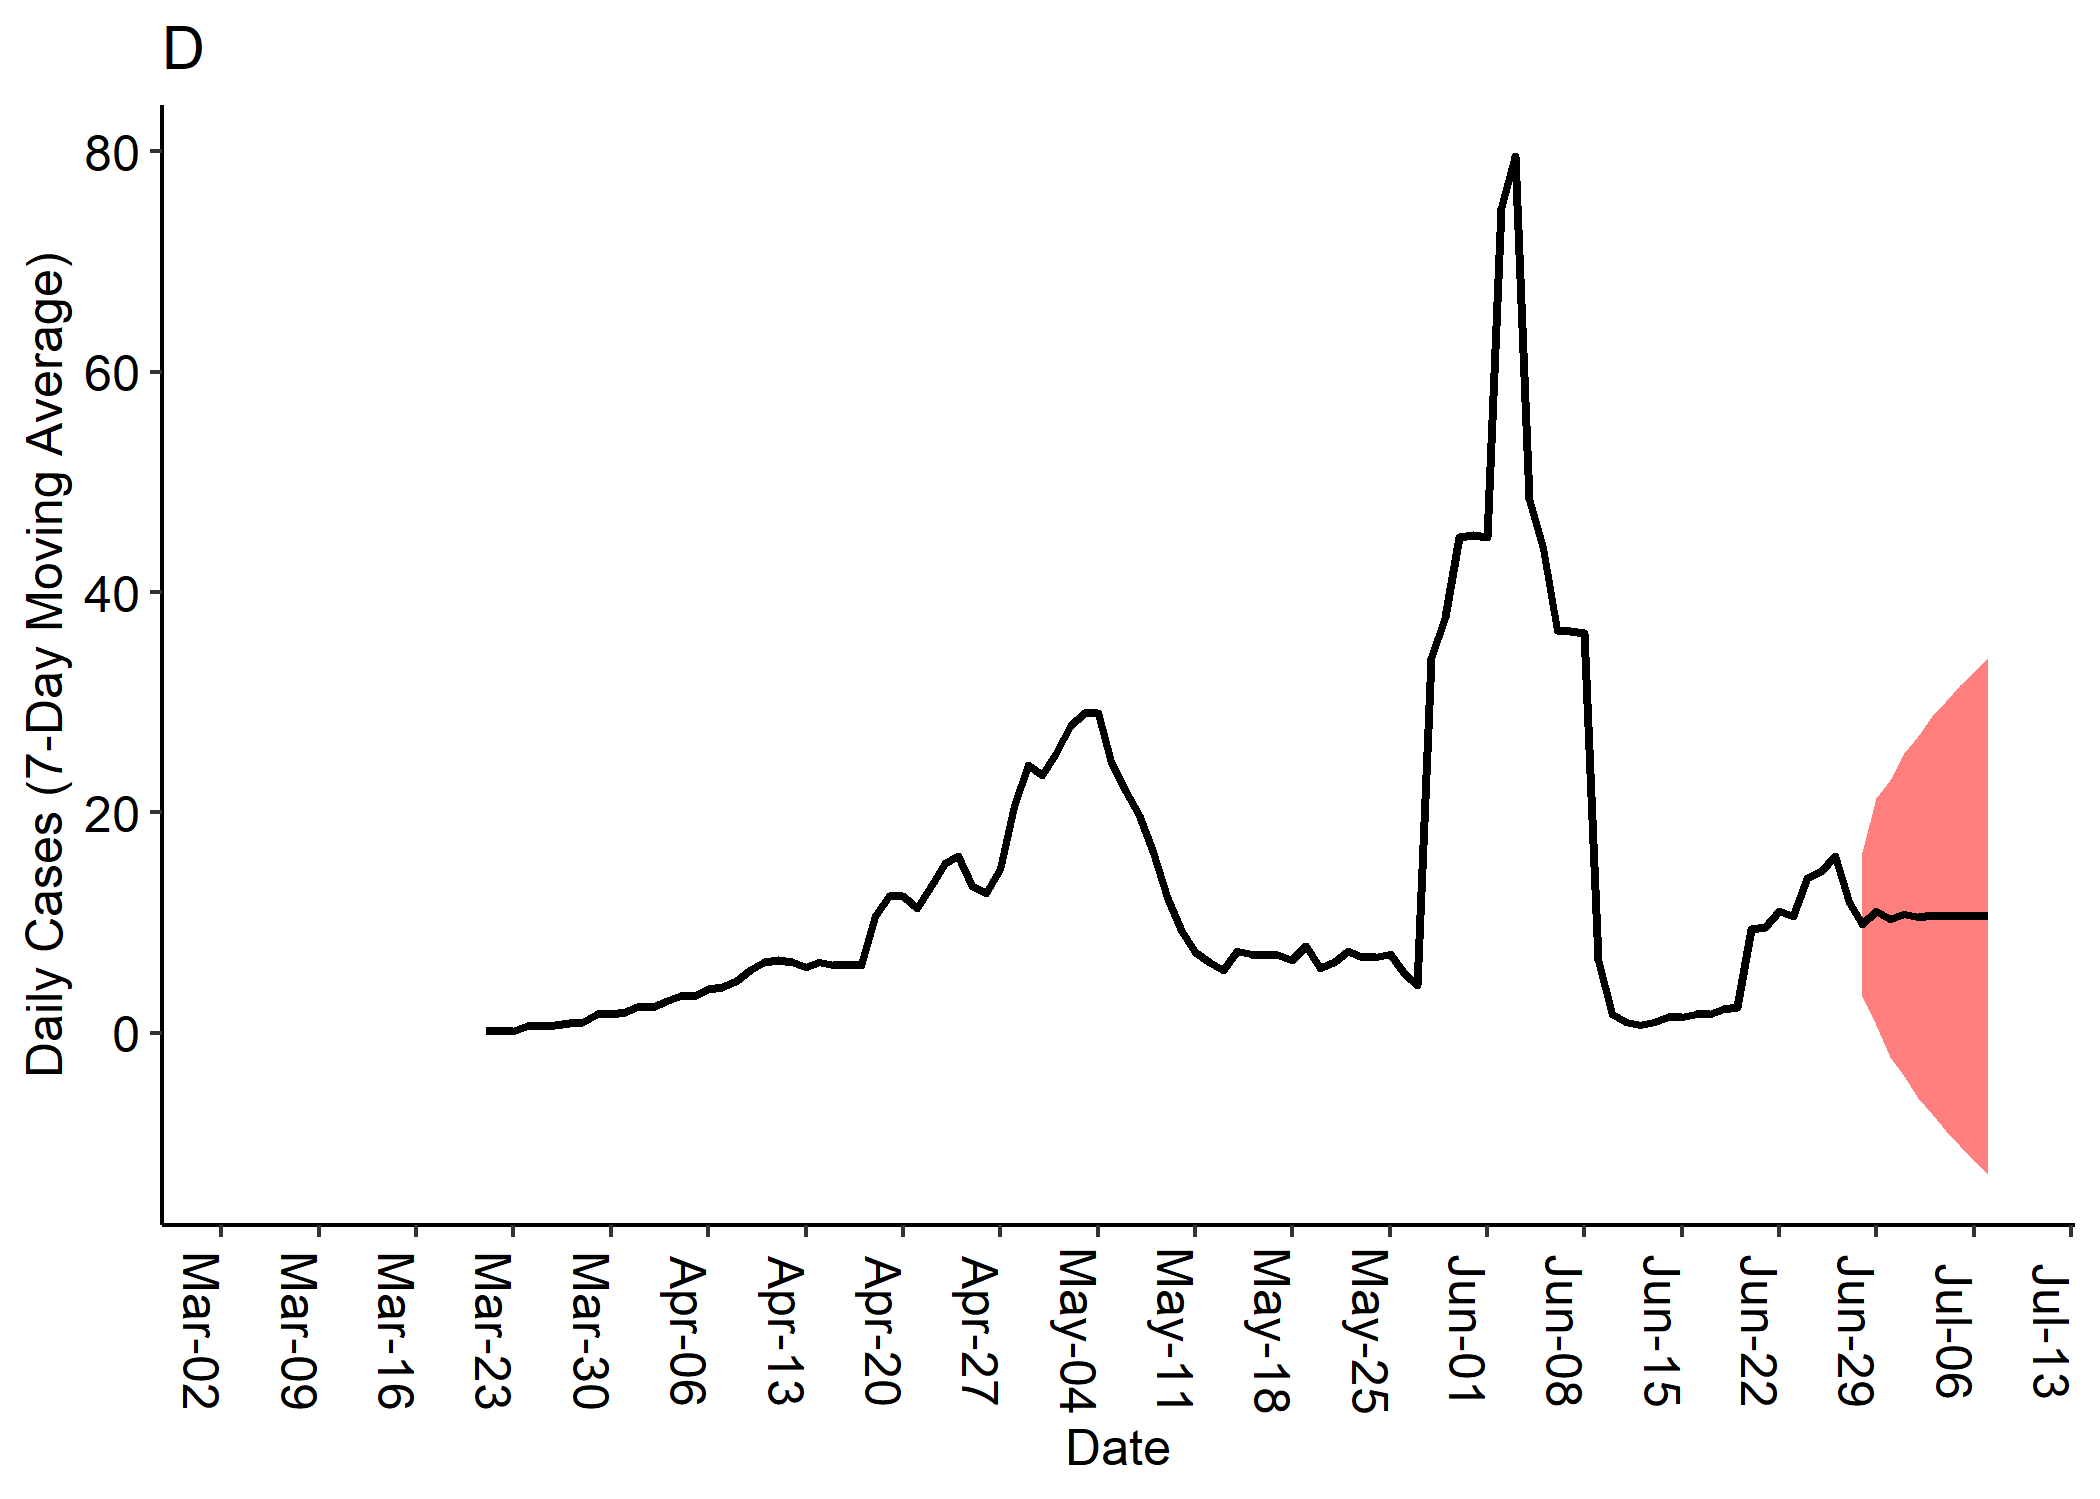 D
Daily Cases (7-Day Moving Average)
80
60
40
20
0
Mar-02
Mar-09
Mar-16
Mar-23
Mar-30
Apr-06
Apr-13
Apr-20
Apr-27
May-04
May-11
May-18
May-25
Jun-01
Jun-08
Jun-15
Jun-22
Jun-29
Jul-06
Jul-13
Date